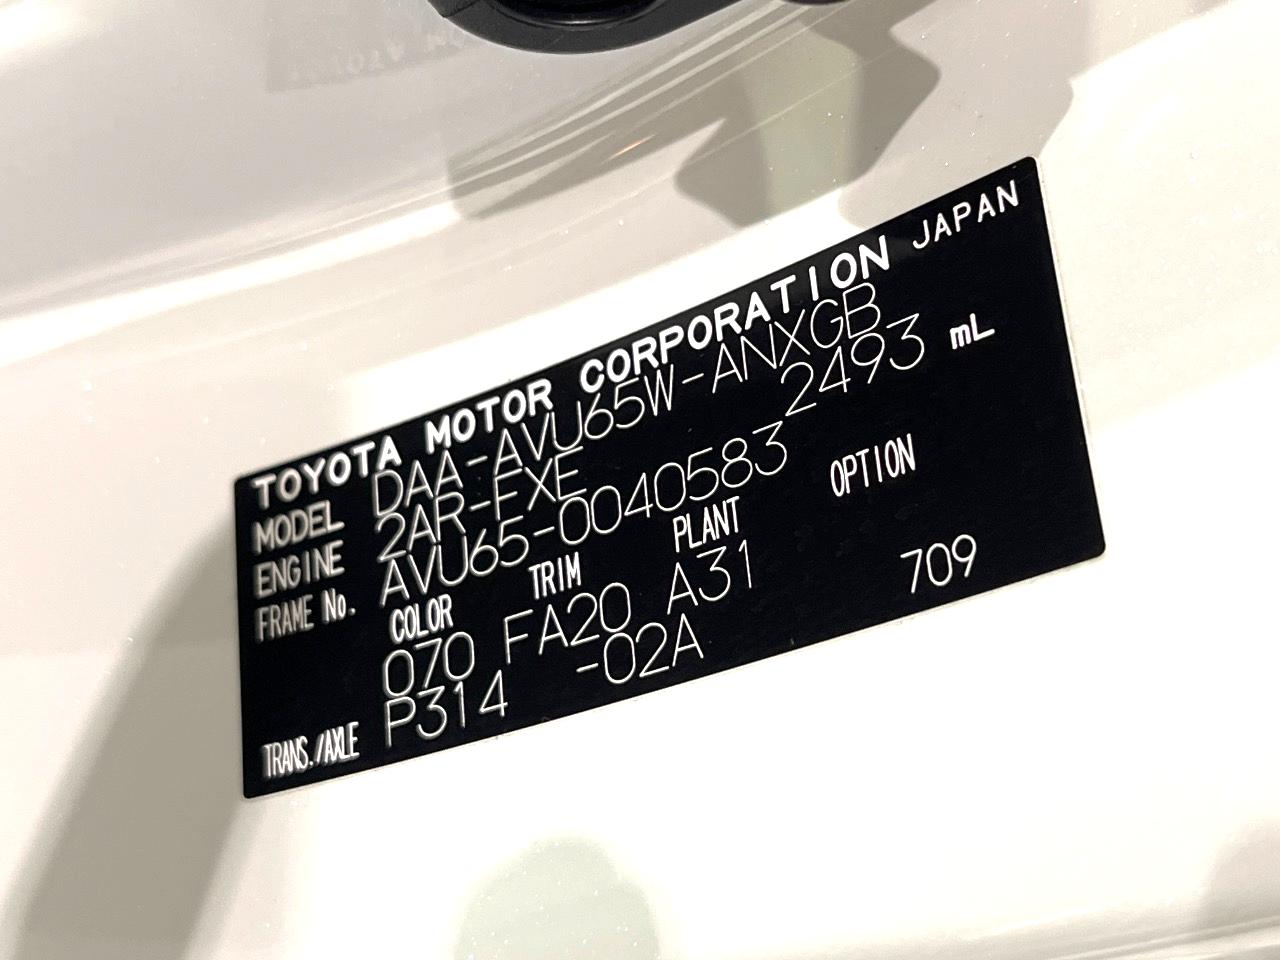 TOYOTA MOTOR CORPORATION JAPAN
MODEL DAA-AVU65W-ANXGB
ENGINE 2AR-FXE 2493 mL
FRAME No. AVU65-0040583
COLOR TRIM PLANT OPTION
070 FA20 A31 709
TRANS./AXLE P314 -02A